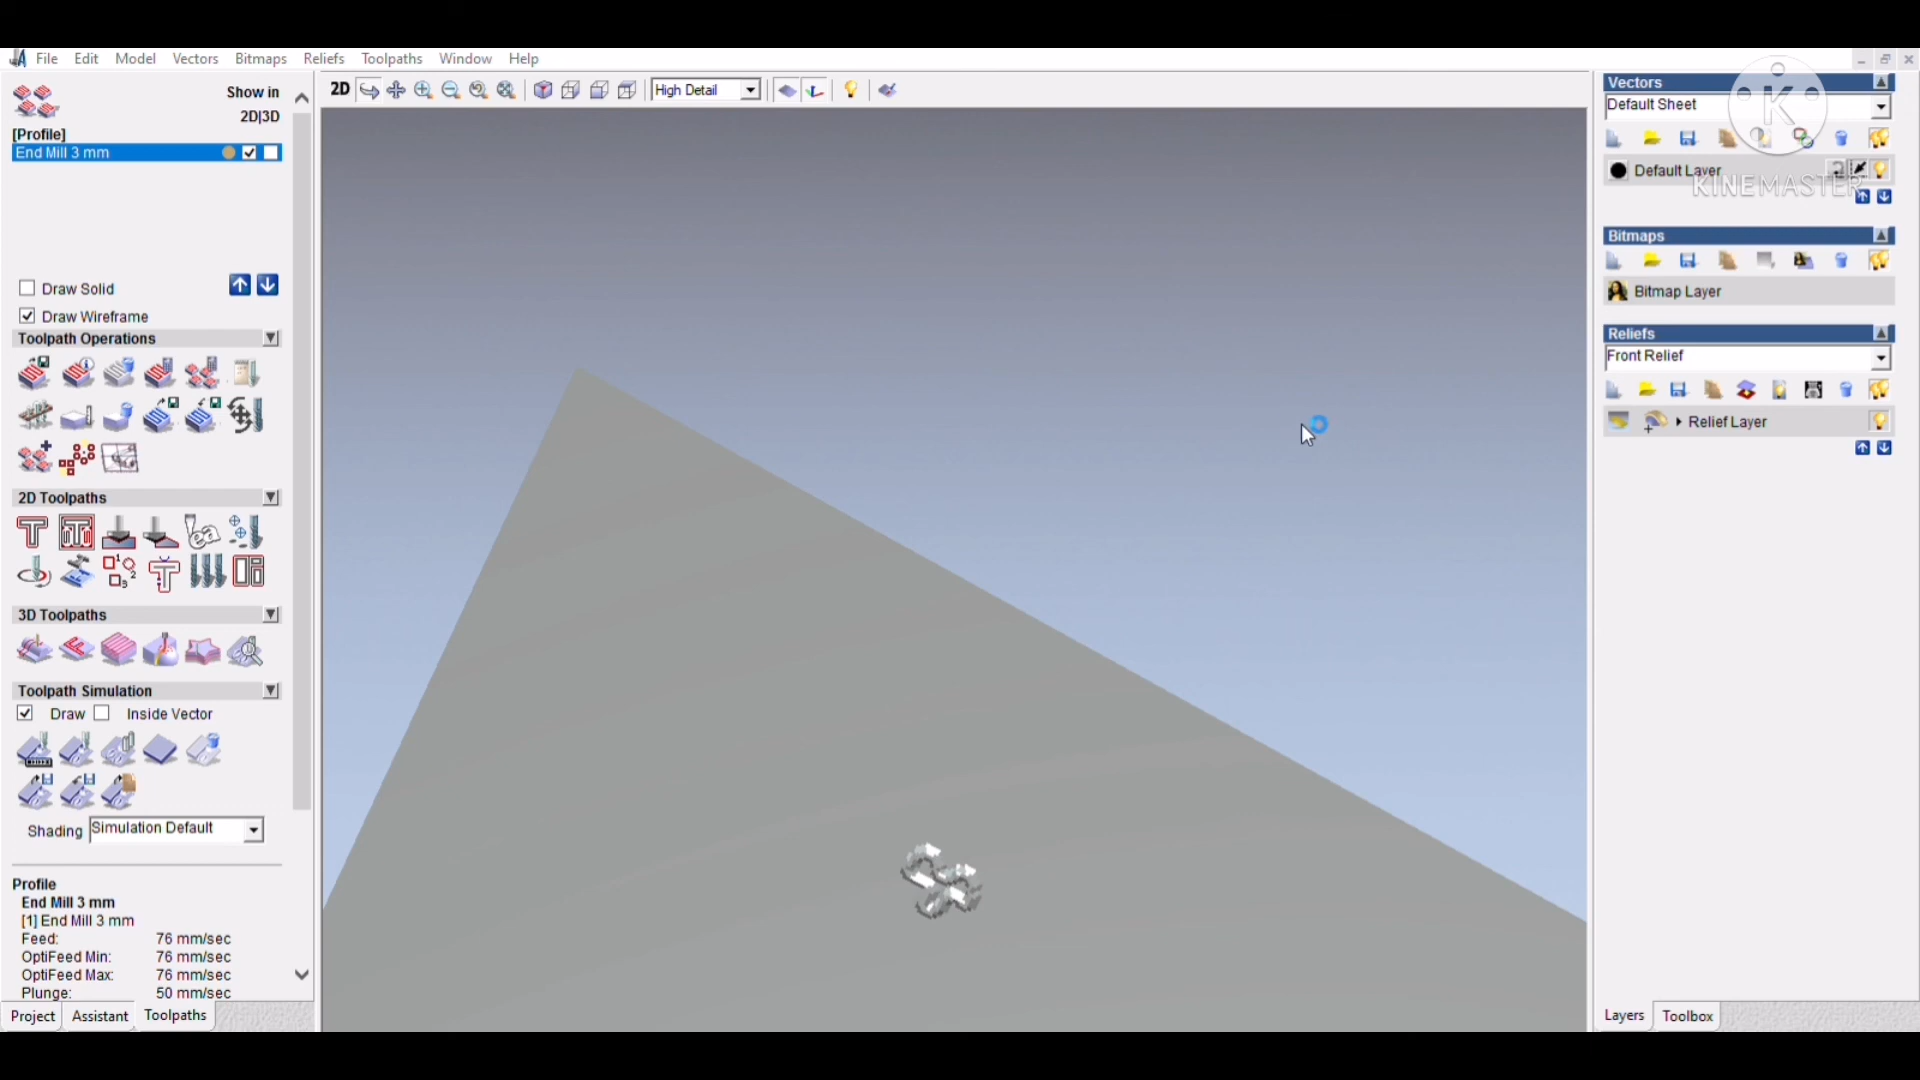 File Edit Model Vectors Bitmaps Reliefs Toolpaths Window Help
Show in
2D|3D
[Profile]
End Mill 3 mm
Draw Solid
Draw Wireframe
Toolpath Operations
2D Toolpaths
3D Toolpaths
Toolpath Simulation
Draw Inside Vector
Shading Simulation Default
Profile
End Mill 3 mm
[1] End Mill 3 mm
Feed: 76 mm/sec
OptiFeed Min: 76 mm/sec
OptiFeed Max: 76 mm/sec
Plunge: 50 mm/sec
Project Assistant Toolpaths
2D High Detail
Vectors
Default Sheet
Default Layer
K
KINEMASTER
Bitmaps
Bitmap Layer
Reliefs
Front Relief
Relief Layer
Layers Toolbox